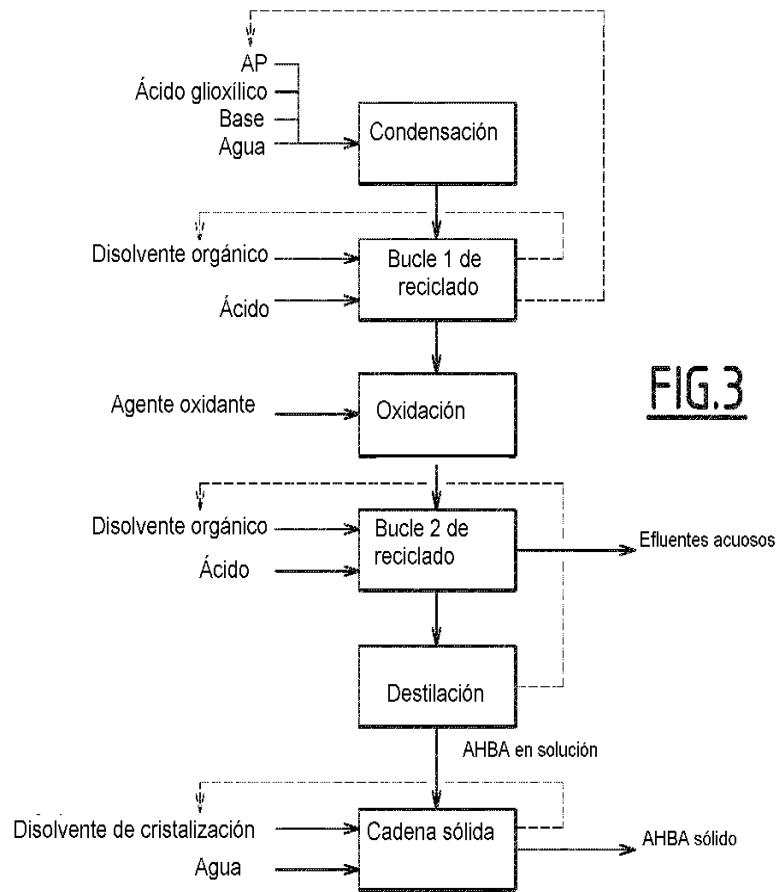 AP
Ácido glioxílico
Base
Agua
Condensación
Disolvente orgánico
Ácido
Bucle 1 de
reciclado
Agente oxidante
Oxidación
FIG.3
Disolvente orgánico
Ácido
Bucle 2 de
reciclado
Efluentes acuosos
Destilación
AHBA en solución
Disolvente de cristalización
Agua
Cadena sólida
AHBA sólido